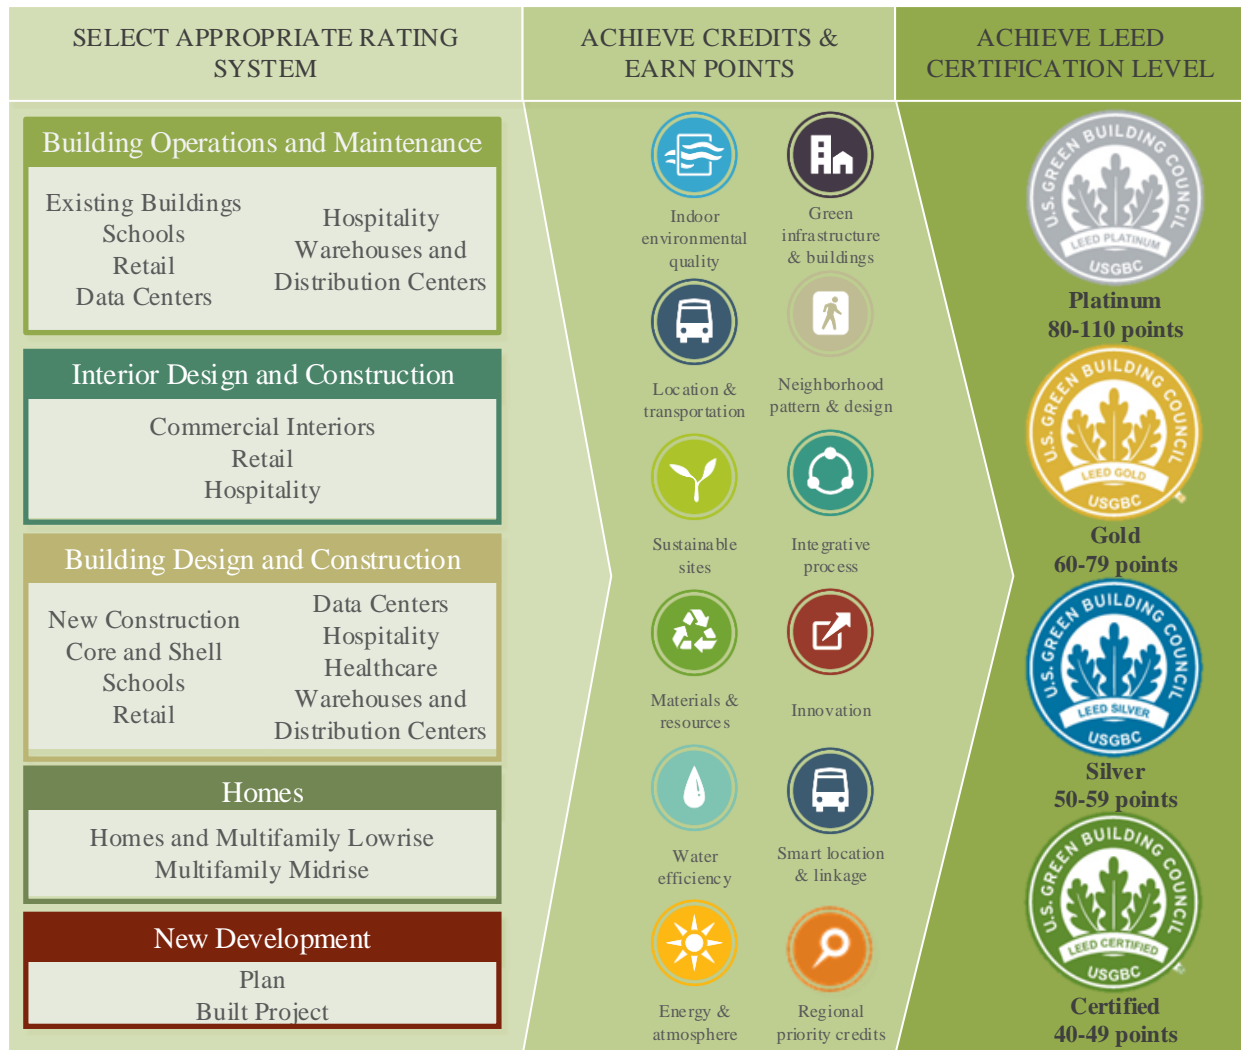 SELECT APPROPRIATE RATING
SYSTEM
ACHIEVE CREDITS &
EARN POINTS
ACHIEVE LEED
CERTIFICATION LEVEL
Building Operations and Maintenance
Existing Buildings
Schools
Retail
Data Centers
Hospitality
Warehouses and
Distribution Centers
Interior Design and Construction
Commercial Interiors
Retail
Hospitality
Building Design and Construction
New Construction
Core and Shell
Schools
Retail
Data Centers
Hospitality
Healthcare
Warehouses and
Distribution Centers
Homes
Homes and Multifamily Lowrise
Multifamily Midrise
New Development
Plan
Built Project
Indoor
environmental
quality
Green
infrastructure
& buildings
Location &
transportation
Neighborhood
pattern & design
Sustainable
sites
Integrative
process
Materials &
resources
Innovation
Water
efficiency
Smart location
& linkage
Energy &
atmosphere
Regional
priority credits
U.S. GREEN BUILDING COUNCIL
LEED PLATINUM
USGBC
Platinum
80-110 points
U.S. GREEN BUILDING COUNCIL
LEED GOLD
USGBC
Gold
60-79 points
U.S. GREEN BUILDING COUNCIL
LEED SILVER
USGBC
Silver
50-59 points
U.S. GREEN BUILDING COUNCIL
LEED CERTIFIED
USGBC
Certified
40-49 points